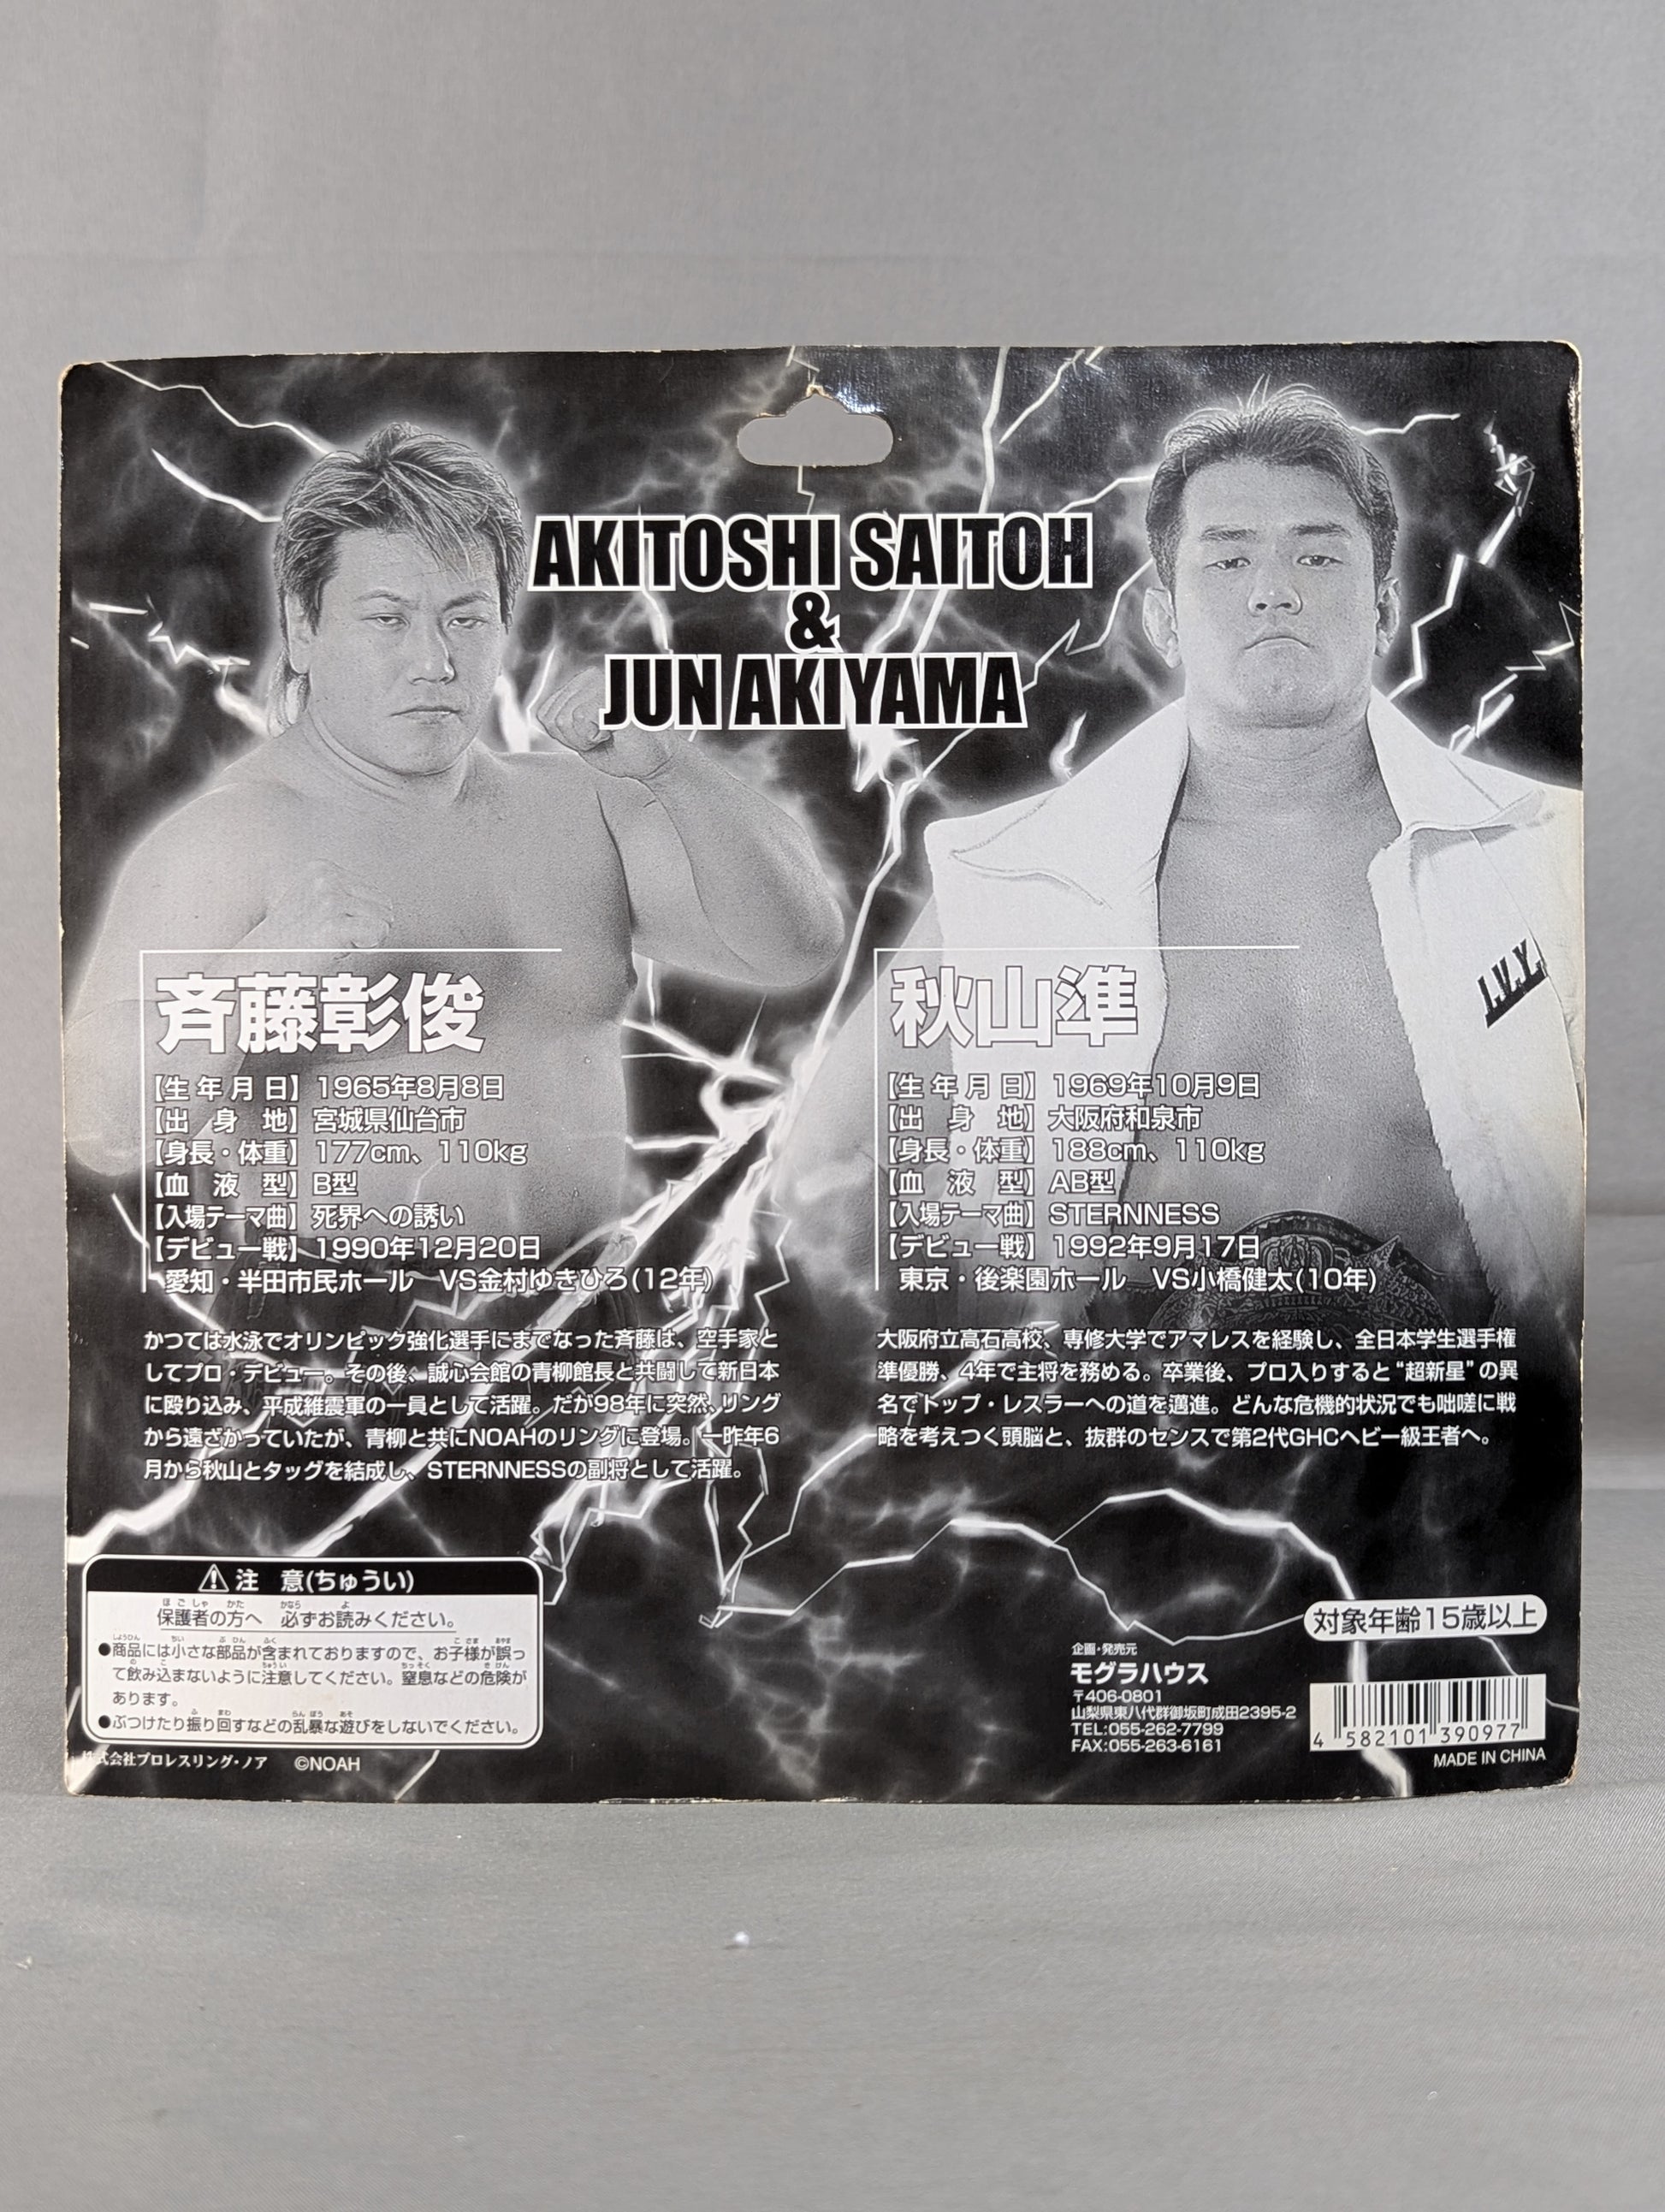 AKITOSHI SAITOH
&
JUN AKIYAMA
I.V.Y.
斉藤彰俊
【生年月日】1965年8月8日
【出身地】宮城県仙台市
【身長・体重】177cm、110kg
【血液型】B型
【入場テーマ曲】死界への誘い
【デビュー戦】1990年12月20日
愛知・半田市民ホール VS金村ゆきひろ(12年)
かつては水泳でオリンピック強化選手にまでなった斉藤は、空手家と
してプロ・デビュー。その後、誠心会館の青柳館長と共闘して新日本
に殴り込み、平成維震軍の一員として活躍。だが98年に突然、リング
から遠ざかっていたが、青柳と共にNOAHのリングに登場。一昨年6
月から秋山とタッグを結成し、STERNNESSの副将として活躍。
秋山準
【生年月日】1969年10月9日
【出身地】大阪府和泉市
【身長・体重】188cm、110kg
【血液型】AB型
【入場テーマ曲】STERNNESS
【デビュー戦】1992年9月17日
東京・後楽園ホール VS小橋健太(10年)
大阪府立高石高校、専修大学でアマレスを経験し、全日本学生選手権
準優勝、4年で主将を務める。卒業後、プロ入りすると“超新星”の異
名でトップ・レスラーへの道を邁進。どんな危機的状況でも咄嗟に戦
略を考えつく頭脳と、抜群のセンスで第2代GHCヘビー級王者へ。
注 意(ちゅうい)
保護者の方へ 必ずお読みください。
●商品には小さな部品が含まれておりますので、お子様が誤っ
て飲み込まないように注意してください。窒息などの危険が
あります。
●ぶつけたり振り回すなどの乱暴な遊びをしないでください。
株式会社プロレスリング・ノア ©NOAH
企画・発売元
モグラハウス
〒406-0801
山梨県東八代群御坂町成田2395-2
TEL:055-262-7799
FAX:055-263-6161
対象年齢15歳以上
4 582101 390977
MADE IN CHINA